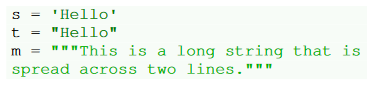 s = 'Hello'
t = "Hello"
m = """This is a long string that is
spread across two lines."""